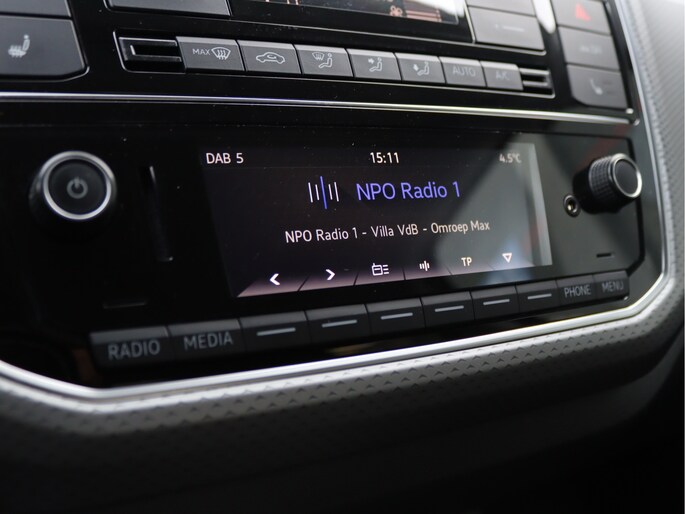 MAX
AUTO
A/C
DAB 5 15:11 4.5°C
NPO Radio 1
NPO Radio 1 - Villa VdB - Omroep Max
TP
RADIO MEDIA PHONE MENU